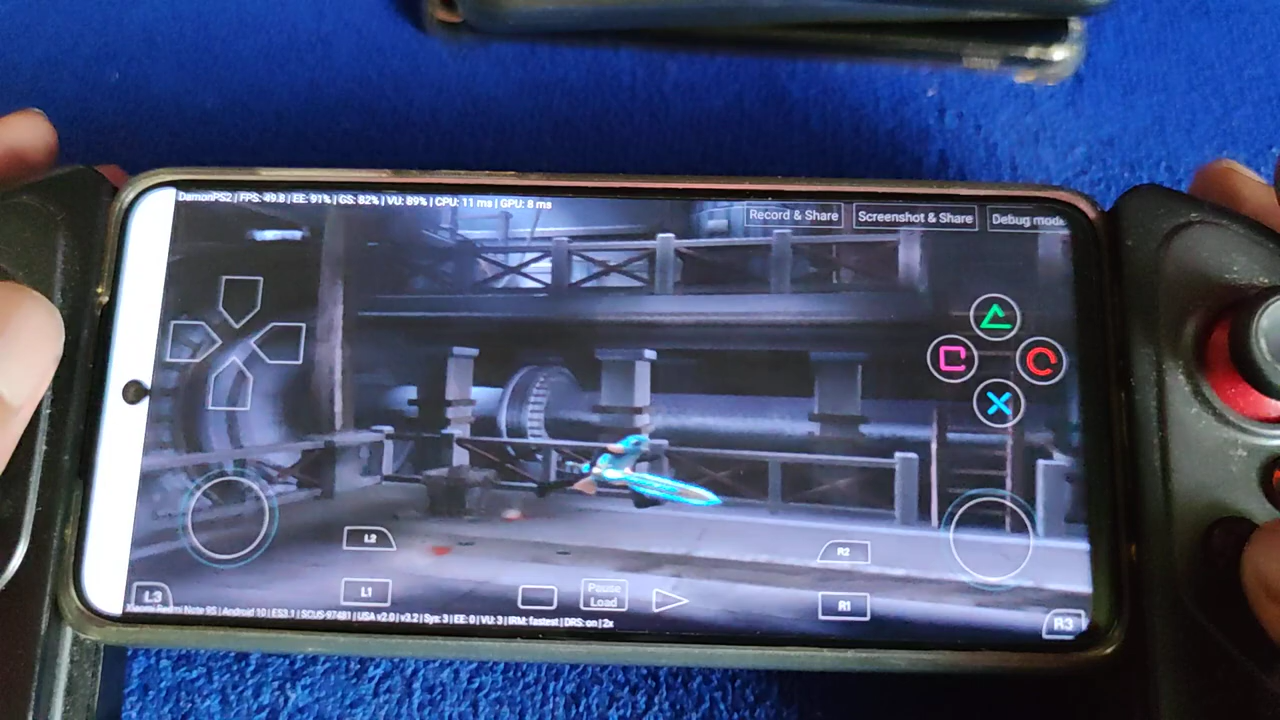 DamonPS2 | FPS: 49.8 | EE: 91% | GS: 82% | VU: 89% | CPU: 11 ms | GPU: 8 ms
Record & Share
Screenshot & Share
Debug mode
L2
R2
L3
L1
Pause
Load
R1
R3
Xiaomi Redmi Note 9S | Android 10 | ES3.1 | SCUS-97481 | USA v2.0 | v3.2 | Sys: 3 | EE: 0 | VU: 3 | IRM: fastest | DRS: on | 2x